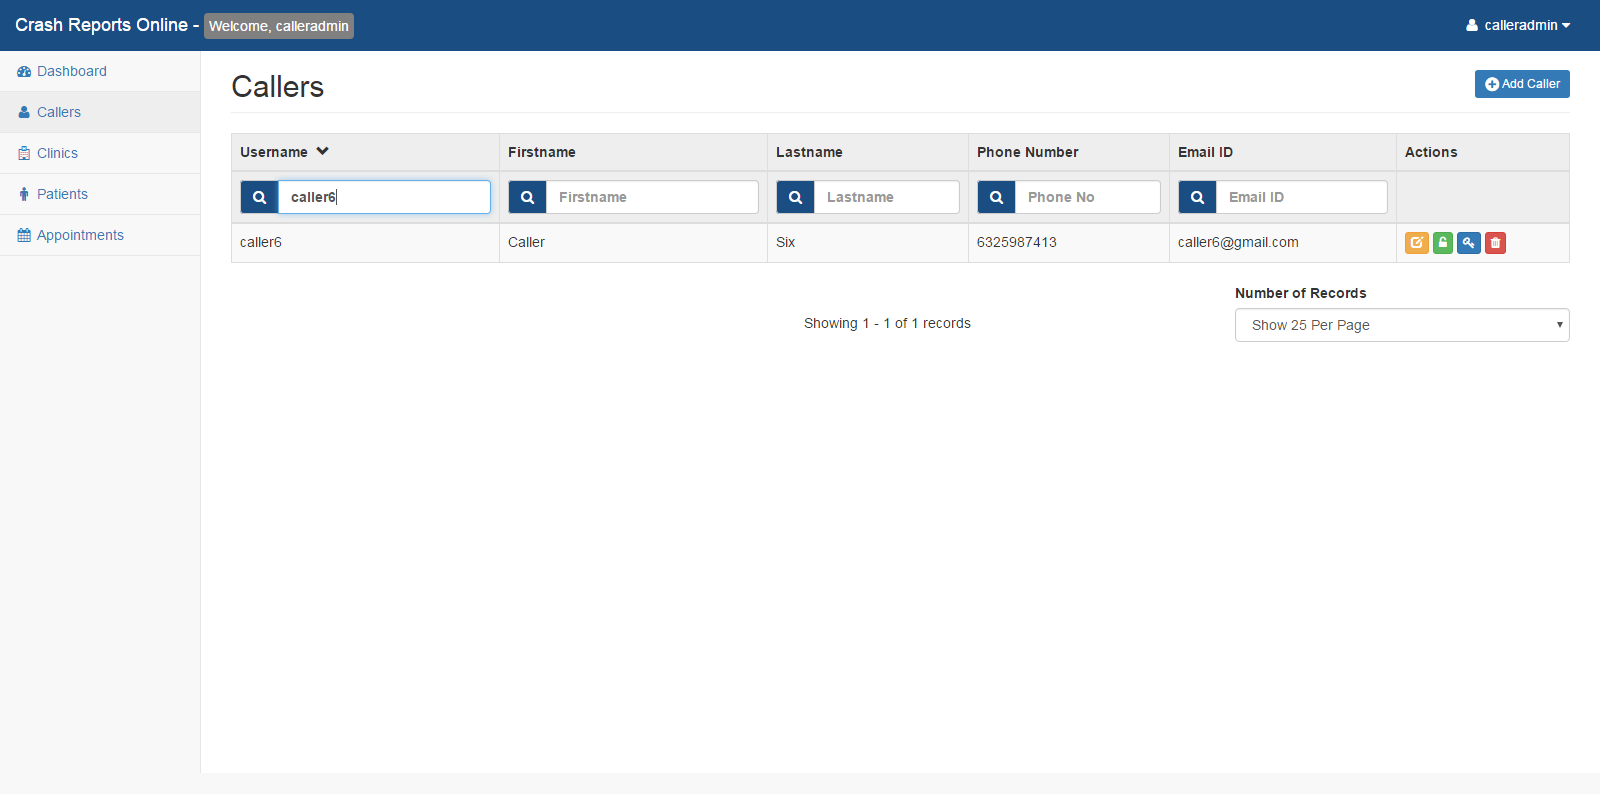 Crash Reports Online - Welcome, calleradmin
calleradmin
Dashboard
Callers
Clinics
Patients
Appointments
Callers
Add Caller
Username Firstname Lastname Phone Number Email ID Actions
caller6 Firstname Lastname Phone No Email ID
caller6 Caller Six 6325987413 caller6@gmail.com
Number of Records
Showing 1 - 1 of 1 records
Show 25 Per Page